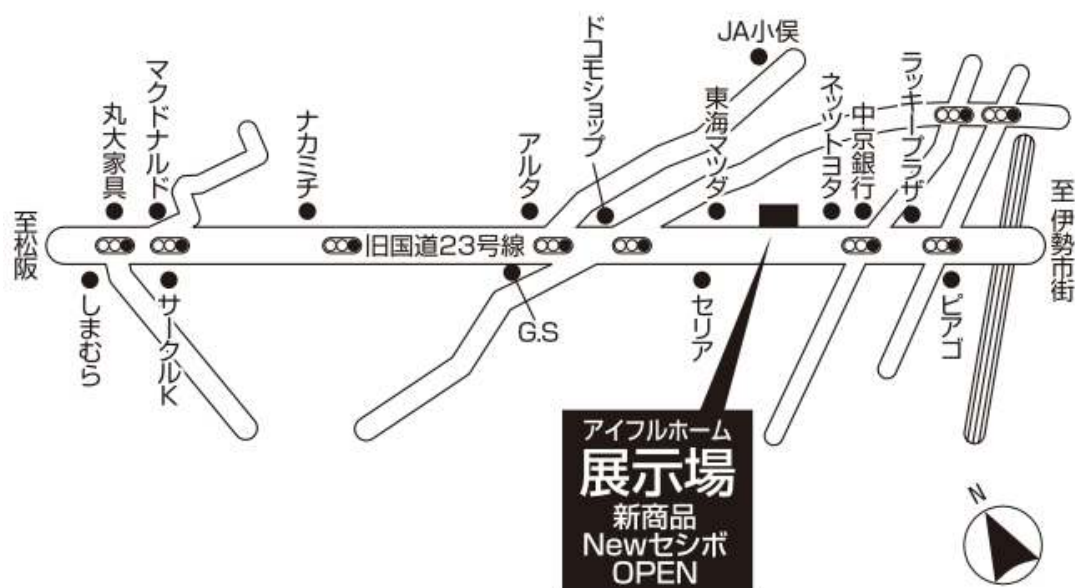 至松阪
丸大家具
マクドナルド
ナカミチ
アルタ
ドコモショップ
JA小俣
東海マツダ
ネッツトヨタ
中京銀行
ラッキープラザ
至 伊勢市街
旧国道23号線
しまむら
サークルK
G.S
セリア
ピアゴ
アイフルホーム
展示場
新商品
Newセシボ
OPEN
N